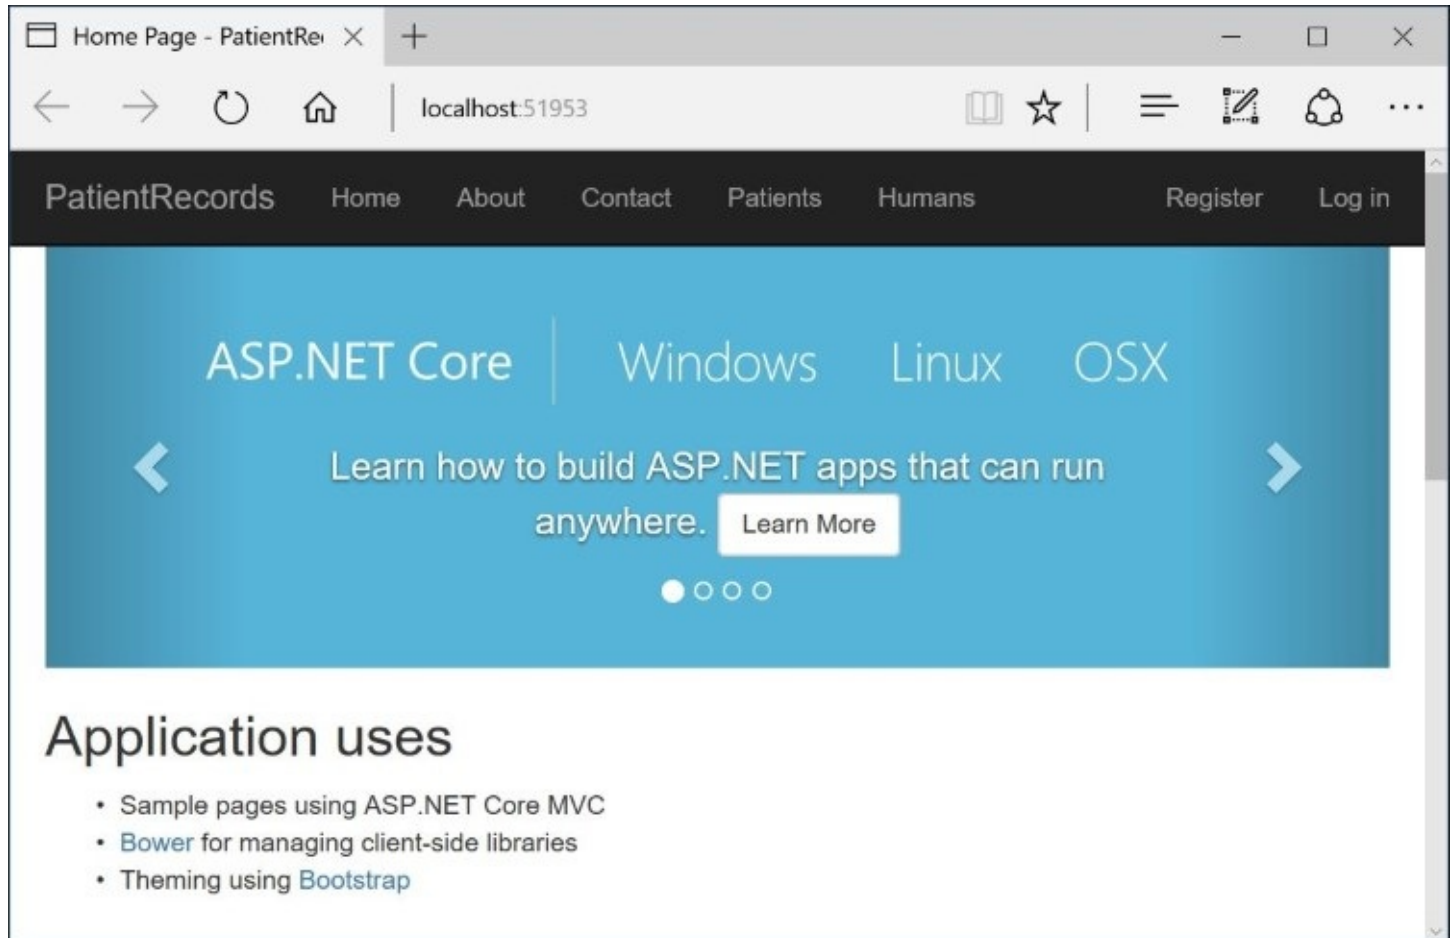 Home Page - PatientRe
localhost:51953
PatientRecords Home About Contact Patients Humans Register Log in
ASP.NET Core Windows Linux OSX
Learn how to build ASP.NET apps that can run
anywhere. Learn More
Application uses
• Sample pages using ASP.NET Core MVC
• Bower for managing client-side libraries
• Theming using Bootstrap